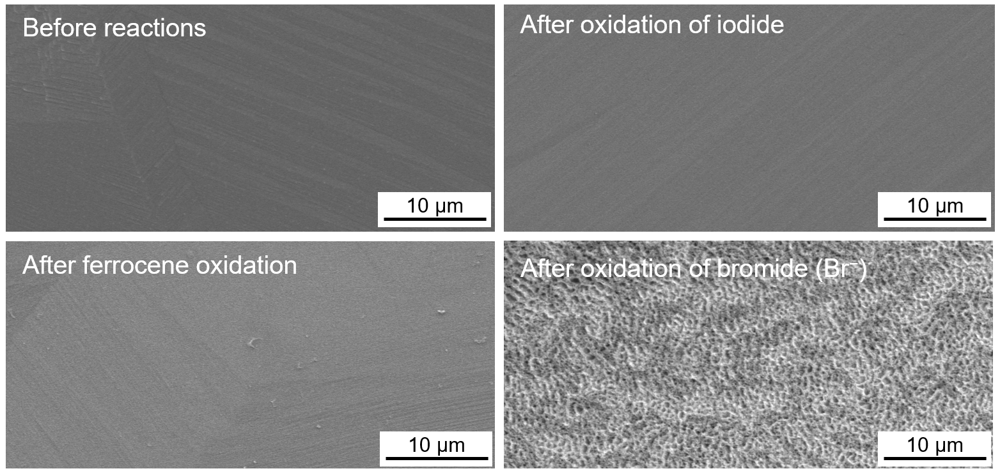 Before reactions
10 µm
After oxidation of iodide
10 µm
After ferrocene oxidation
10 µm
After oxidation of bromide (Br⁻)
10 µm